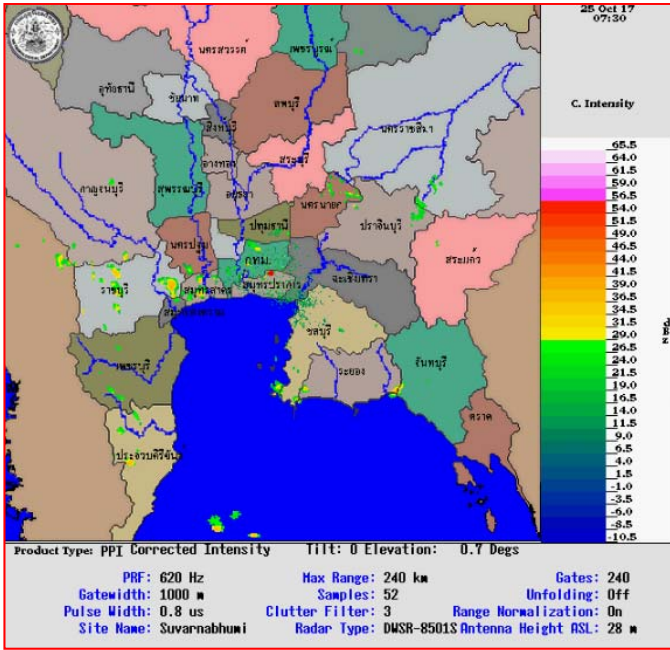 25 Oct 17
07:30
C. Intensity
นครสวรรค์
เพชรบูรณ์
อุทัยธานี
ชัยนาท
ลพบุรี
สิงหบุรี
นครราชสีมา
อางทอง
สระบุรี
กาญจนบุรี
สุพรรณบุรี
อยุธยา
นครนายก
ปราจีนบุรี
ปทุมธานี
นครปฐม
กทม.
สระแกว
ฉะเชิงเทรา
ราชบุรี
สมุทรสาคร
สมุทรปราการ
สมุทรสงคราม
ชลบุรี
เพชรบุรี
ระยอง
จันทบุรี
ตราด
ประจวบคีรีขันธ
65.5
64.0
61.5
59.0
56.5
54.0
51.5
49.0
46.5
44.0
41.5
39.0
36.5
34.0
31.5
29.0
26.5
24.0
21.5
19.0
16.5
14.0
11.5
9.0
6.5
4.0
1.5
-1.0
-3.5
-6.0
-8.5
-10.5
Product Type: PPI Corrected Intensity Tilt: 0 Elevation: 0.7 Degs
PRF: 620 Hz Max Range: 240 km Gates: 240
Gatewidth: 1000 m Samples: 52 Unfolding: Off
Pulse Width: 0.8 us Clutter Filter: 3 Range Normalization: On
Site Name: Suvarnabhumi Radar Type: DWSR-8501S Antenna Height ASL: 28 m